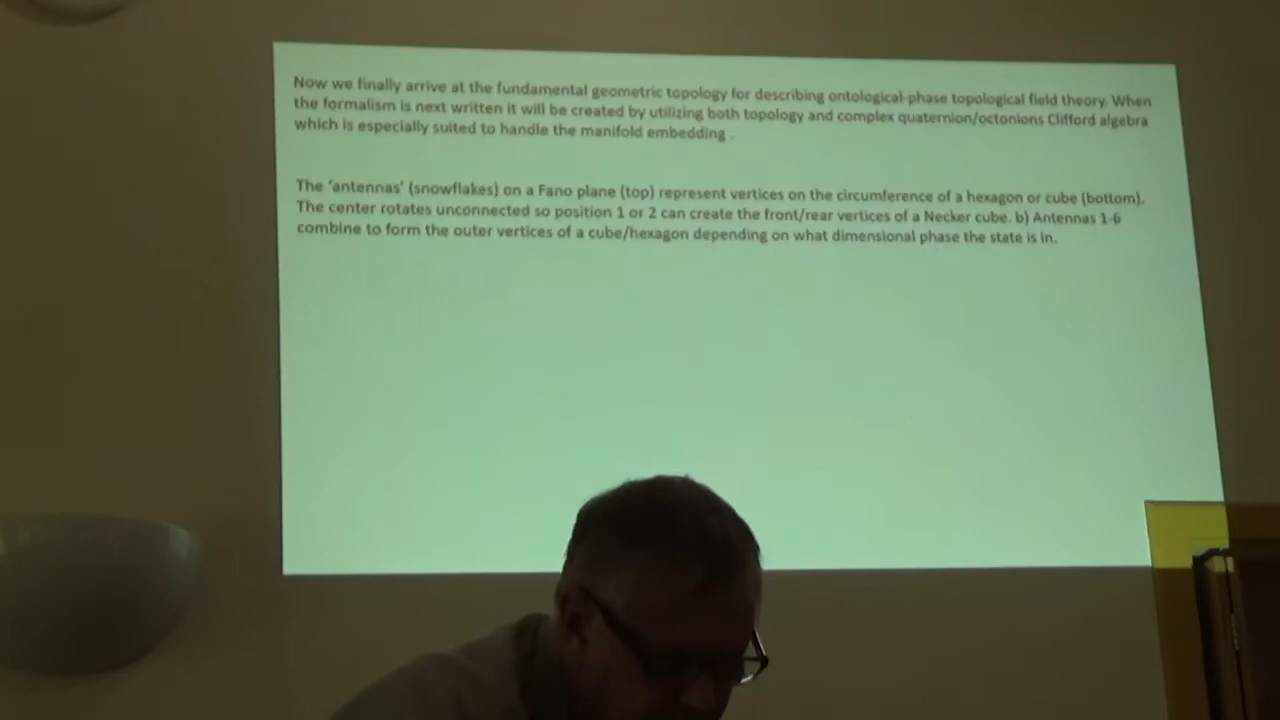 Now we finally arrive at the fundamental geometric topology for describing ontological-phase topological field theory. When
the formalism is next written it will be created by utilizing both topology and complex quaternion/octonions Clifford algebra
which is especially suited to handle the manifold embedding .
The 'antennas' (snowflakes) on a Fano plane (top) represent vertices on the circumference of a hexagon or cube (bottom).
The center rotates unconnected so position 1 or 2 can create the front/rear vertices of a Necker cube. b) Antennas 1-6
combine to form the outer vertices of a cube/hexagon depending on what dimensional phase the state is in.